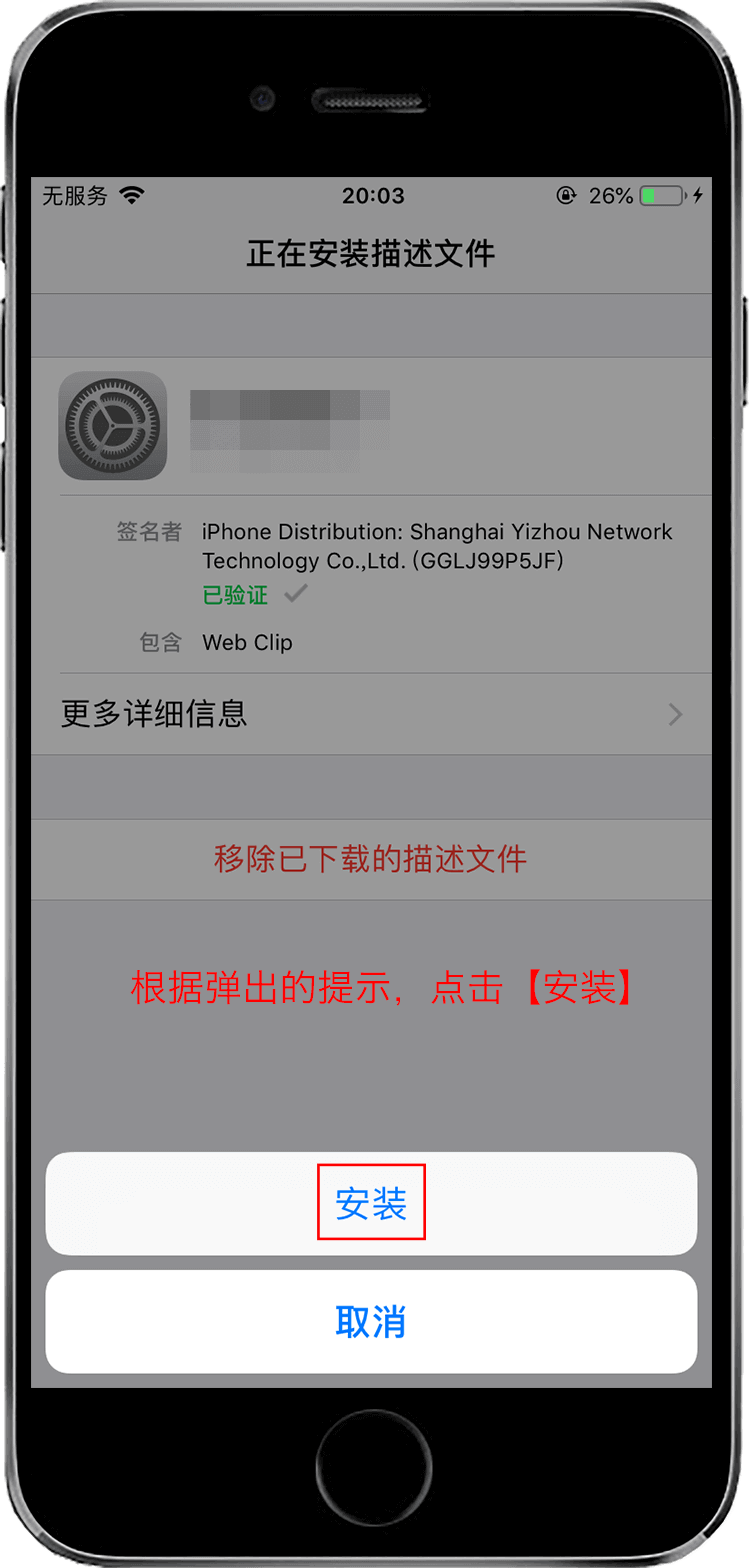 无服务 20:03 26%
正在安装描述文件
签名者 iPhone Distribution: Shanghai Yizhou Network
Technology Co.,Ltd. (GGLJ99P5JF)
已验证
包含 Web Clip
更多详细信息
移除已下载的描述文件
根据弹出的提示，点击【安装】
安装
取消